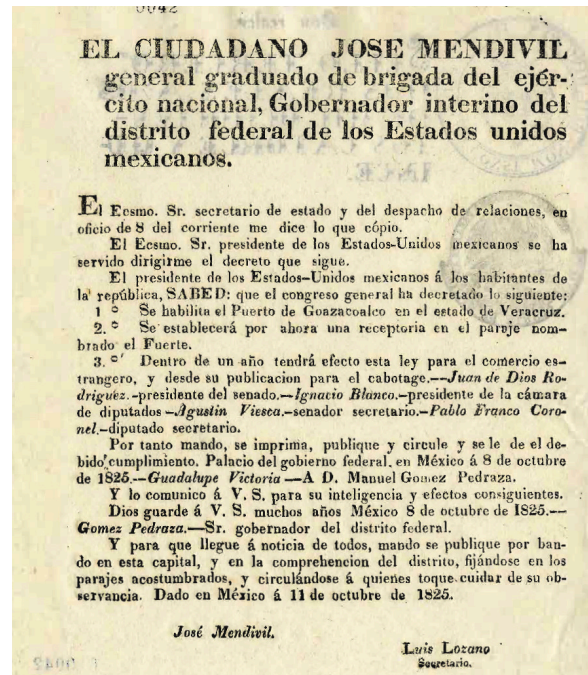 0042
EL CIUDADANO JOSE MENDIVIL
general graduado de brigada del ejér-
cito nacional, Gobernador interino del
distrito federal de los Estados unidos
mexicanos.
El Ecsmo. Sr. secretario de estado y del despacho de relaciones, en
oficio de 8 del corriente me dice lo que cópio.
El Ecsmo. Sr. presidente de los Estados-Unidos mexicanos se ha
servido dirigirme el decreto que sigue.
El presidente de los Estados-Unidos mexicanos á los habitantes de
la república, SABED: que el congreso general ha decretado lo siguiente:
1 º Se habilita el Puerto de Guazacoalco en el estado de Veracruz.
2. º Se establecerá por ahora una receptoria en el paraje nom-
brado el Fuerte.
3. º Dentro de un año tendrá efecto esta ley para el comercio es-
trangero, y desde su publicacion para el cabotage.—Juan de Dios Ro-
driguez.-presidente del senado.—Ignacio Blanco.-presidente de la cámara
de diputados—Agustin Viesca.-senador secretario.-Pablo Franco Coro-
nel.-diputado secretario.
Por tanto mando, se imprima, publique y circule y se le de el de-
bido cumplimiento. Palacio del gobierno federal. en México á 8 de octubre
de 1825.—Guadalupe Victoria—A D. Manuel Gomez Pedraza.
Y lo comunico á V. S. para su inteligencia y efectos consiguientes.
Dios guarde á V. S. muchos años México 8 de octubre de 1825.—
Gomez Pedraza.—Sr. gobernador del distrito federal.
Y para que llegue á noticia de todos, mando se publique por ban-
do en esta capital, y en la comprehencion del distrito, fijándose en los
parajes acostumbrados, y circulándose á quienes toque cuidar de su ob-
servancia. Dado en México á 11 de octubre de 1825.
José Mendivil.
Luis Lozano
Secretario.